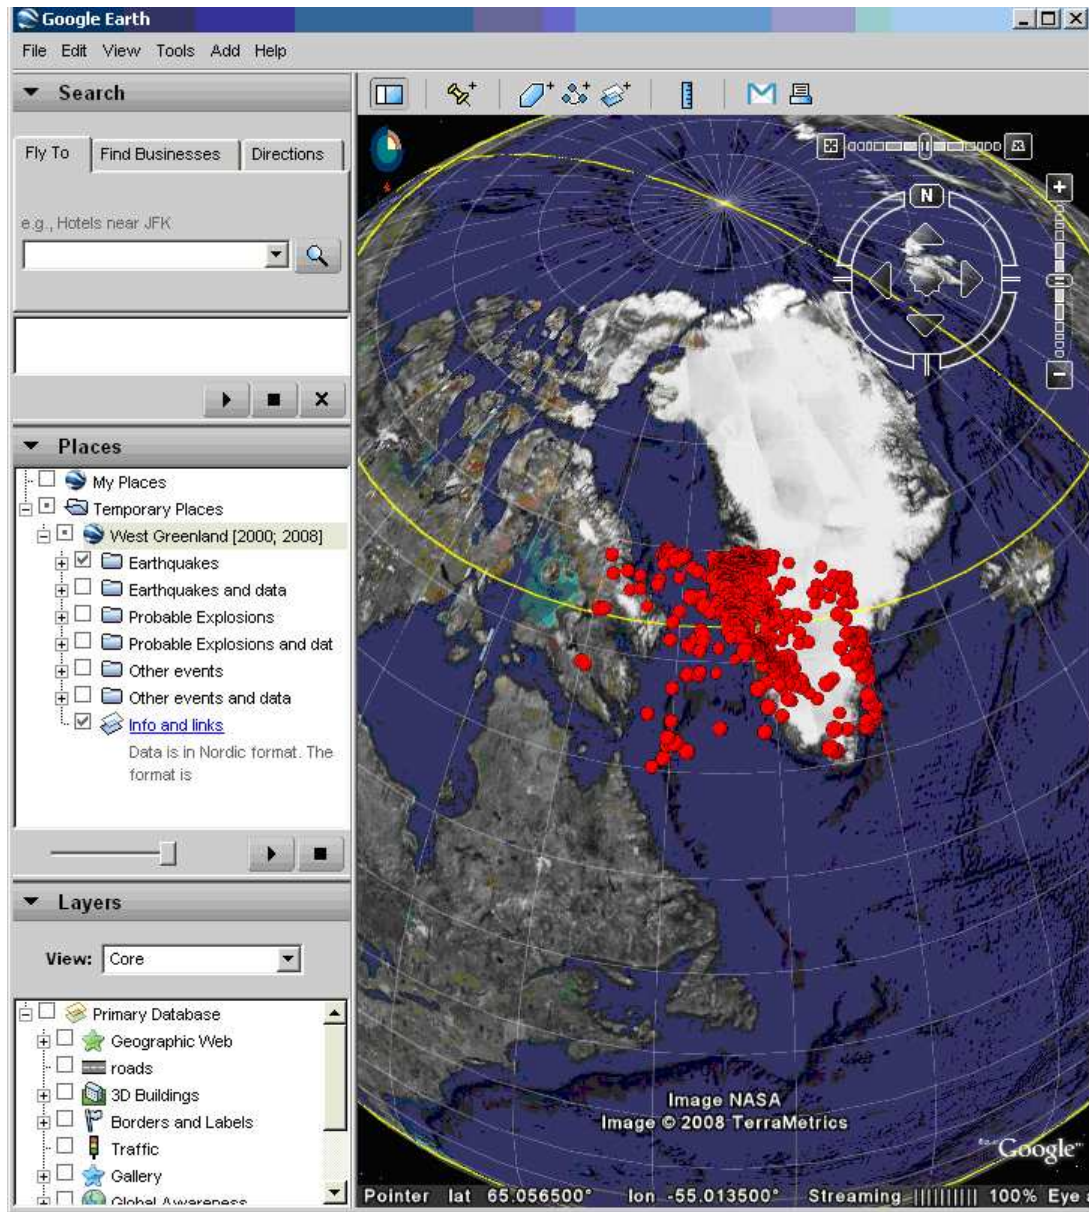 Google Earth
File Edit View Tools Add Help
Search
Fly To Find Businesses Directions
e.g., Hotels near JFK
Places
My Places
Temporary Places
West Greenland [2000; 2008]
Earthquakes
Earthquakes and data
Probable Explosions
Probable Explosions and dat
Other events
Other events and data
Info and links
Data is in Nordic format. The
format is
Layers
View: Core
Primary Database
Geographic Web
roads
3D Buildings
Borders and Labels
Traffic
Gallery
Global Awareness
N
Image NASA
Image © 2008 TerraMetrics
Google
Pointer lat 65.056500° lon -55.013500° Streaming |||||||||| 100% Eye